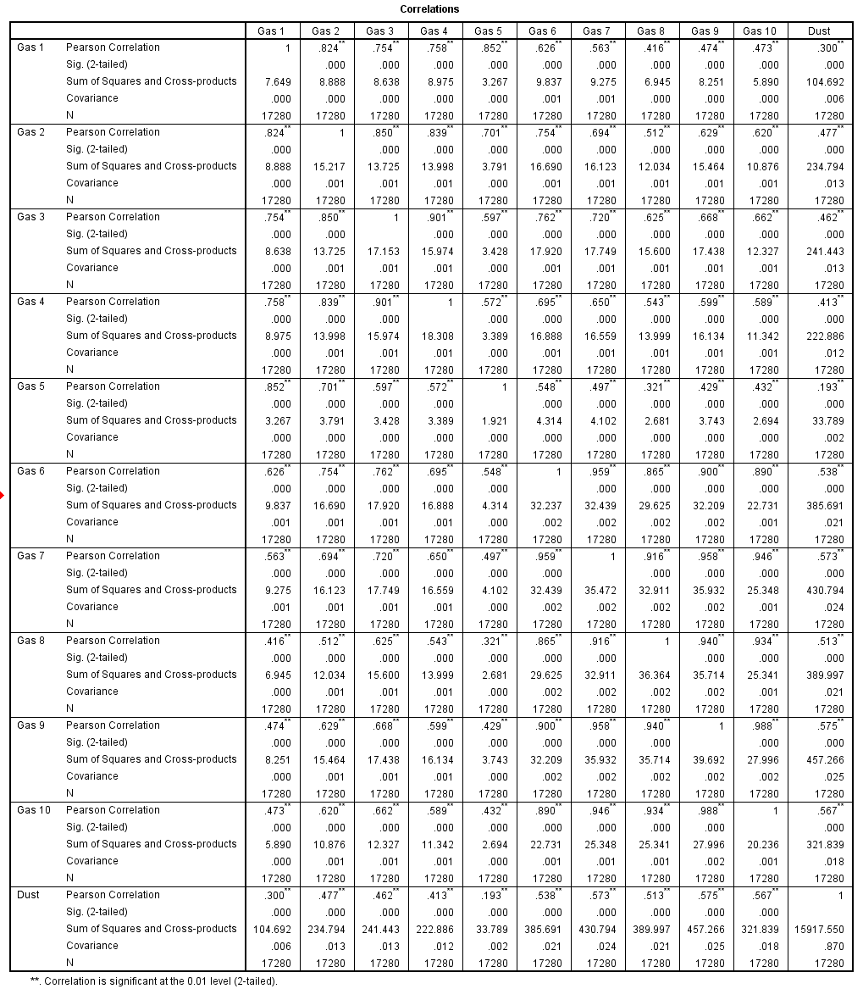 Correlations
Gas 1 Gas 2 Gas 3 Gas 4 Gas 5 Gas 6 Gas 7 Gas 8 Gas 9 Gas 10 Dust
Gas 1 Pearson Correlation 1 .824** .754** .758** .852** .626** .563** .416** .474** .473** .300**
Sig. (2-tailed) .000 .000 .000 .000 .000 .000 .000 .000 .000 .000
Sum of Squares and Cross-products 7.649 8.888 8.638 8.975 3.267 9.837 9.275 6.945 8.251 5.890 104.692
Covariance .000 .000 .000 .000 .000 .001 .001 .000 .000 .000 .006
N 17280 17280 17280 17280 17280 17280 17280 17280 17280 17280 17280
Gas 2 Pearson Correlation .824** 1 .850** .839** .701** .754** .694** .512** .629** .620** .477**
Sig. (2-tailed) .000 .000 .000 .000 .000 .000 .000 .000 .000 .000
Sum of Squares and Cross-products 8.888 15.217 13.725 13.998 3.791 16.690 16.123 12.034 15.464 10.876 234.794
Covariance .000 .001 .001 .001 .000 .001 .001 .001 .001 .001 .013
N 17280 17280 17280 17280 17280 17280 17280 17280 17280 17280 17280
Gas 3 Pearson Correlation .754** .850** 1 .901** .597** .762** .720** .625** .668** .662** .462**
Sig. (2-tailed) .000 .000 .000 .000 .000 .000 .000 .000 .000 .000
Sum of Squares and Cross-products 8.638 13.725 17.153 15.974 3.428 17.920 17.749 15.600 17.438 12.327 241.443
Covariance .000 .001 .001 .001 .000 .001 .001 .001 .001 .001 .013
N 17280 17280 17280 17280 17280 17280 17280 17280 17280 17280 17280
Gas 4 Pearson Correlation .758** .839** .901** 1 .572** .695** .650** .543** .599** .589** .413**
Sig. (2-tailed) .000 .000 .000 .000 .000 .000 .000 .000 .000 .000
Sum of Squares and Cross-products 8.975 13.998 15.974 18.308 3.389 16.888 16.559 13.999 16.134 11.342 222.886
Covariance .000 .001 .001 .001 .000 .001 .001 .001 .001 .001 .012
N 17280 17280 17280 17280 17280 17280 17280 17280 17280 17280 17280
Gas 5 Pearson Correlation .852** .701** .597** .572** 1 .548** .497** .321** .429** .432** .193**
Sig. (2-tailed) .000 .000 .000 .000 .000 .000 .000 .000 .000 .000
Sum of Squares and Cross-products 3.267 3.791 3.428 3.389 1.921 4.314 4.102 2.681 3.743 2.694 33.789
Covariance .000 .000 .000 .000 .000 .000 .000 .000 .000 .000 .002
N 17280 17280 17280 17280 17280 17280 17280 17280 17280 17280 17280
Gas 6 Pearson Correlation .626** .754** .762** .695** .548** 1 .959** .865** .900** .890** .538**
Sig. (2-tailed) .000 .000 .000 .000 .000 .000 .000 .000 .000 .000
Sum of Squares and Cross-products 9.837 16.690 17.920 16.888 4.314 32.237 32.439 29.625 32.209 22.731 385.691
Covariance .001 .001 .001 .001 .000 .002 .002 .002 .002 .001 .021
N 17280 17280 17280 17280 17280 17280 17280 17280 17280 17280 17280
Gas 7 Pearson Correlation .563** .694** .720** .650** .497** .959** 1 .916** .958** .946** .573**
Sig. (2-tailed) .000 .000 .000 .000 .000 .000 .000 .000 .000 .000
Sum of Squares and Cross-products 9.275 16.123 17.749 16.559 4.102 32.439 35.472 32.911 35.932 25.348 430.794
Covariance .001 .001 .001 .001 .000 .002 .002 .002 .002 .001 .024
N 17280 17280 17280 17280 17280 17280 17280 17280 17280 17280 17280
Gas 8 Pearson Correlation .416** .512** .625** .543** .321** .865** .916** 1 .940** .934** .513**
Sig. (2-tailed) .000 .000 .000 .000 .000 .000 .000 .000 .000 .000
Sum of Squares and Cross-products 6.945 12.034 15.600 13.999 2.681 29.625 32.911 36.364 35.714 25.341 389.997
Covariance .000 .001 .001 .001 .000 .002 .002 .002 .002 .001 .021
N 17280 17280 17280 17280 17280 17280 17280 17280 17280 17280 17280
Gas 9 Pearson Correlation .474** .629** .668** .599** .429** .900** .958** .940** 1 .988** .575**
Sig. (2-tailed) .000 .000 .000 .000 .000 .000 .000 .000 .000 .000
Sum of Squares and Cross-products 8.251 15.464 17.438 16.134 3.743 32.209 35.932 35.714 39.692 27.996 457.266
Covariance .000 .001 .001 .001 .000 .002 .002 .002 .002 .002 .025
N 17280 17280 17280 17280 17280 17280 17280 17280 17280 17280 17280
Gas 10 Pearson Correlation .473** .620** .662** .589** .432** .890** .946** .934** .988** 1 .567**
Sig. (2-tailed) .000 .000 .000 .000 .000 .000 .000 .000 .000 .000
Sum of Squares and Cross-products 5.890 10.876 12.327 11.342 2.694 22.731 25.348 25.341 27.996 20.236 321.839
Covariance .000 .001 .001 .001 .000 .001 .001 .001 .002 .001 .018
N 17280 17280 17280 17280 17280 17280 17280 17280 17280 17280 17280
Dust Pearson Correlation .300** .477** .462** .413** .193** .538** .573** .513** .575** .567** 1
Sig. (2-tailed) .000 .000 .000 .000 .000 .000 .000 .000 .000 .000
Sum of Squares and Cross-products 104.692 234.794 241.443 222.886 33.789 385.691 430.794 389.997 457.266 321.839 15917.550
Covariance .006 .013 .013 .012 .002 .021 .024 .021 .025 .018 .870
N 17280 17280 17280 17280 17280 17280 17280 17280 17280 17280 17280
**. Correlation is significant at the 0.01 level (2-tailed).